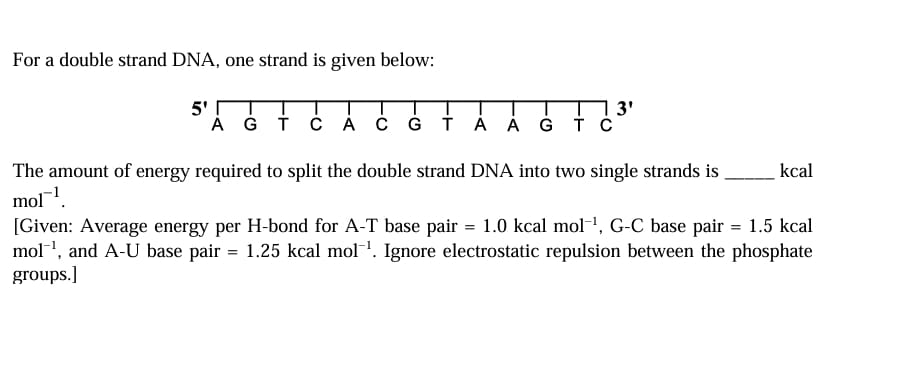 For a double strand DNA, one strand is given below:
5' 3'
A G T C A C G T A A G T C
The amount of energy required to split the double strand DNA into two single strands is _____ kcal
mol⁻¹.
[Given: Average energy per H-bond for A-T base pair = 1.0 kcal mol⁻¹, G-C base pair = 1.5 kcal
mol⁻¹, and A-U base pair = 1.25 kcal mol⁻¹. Ignore electrostatic repulsion between the phosphate
groups.]